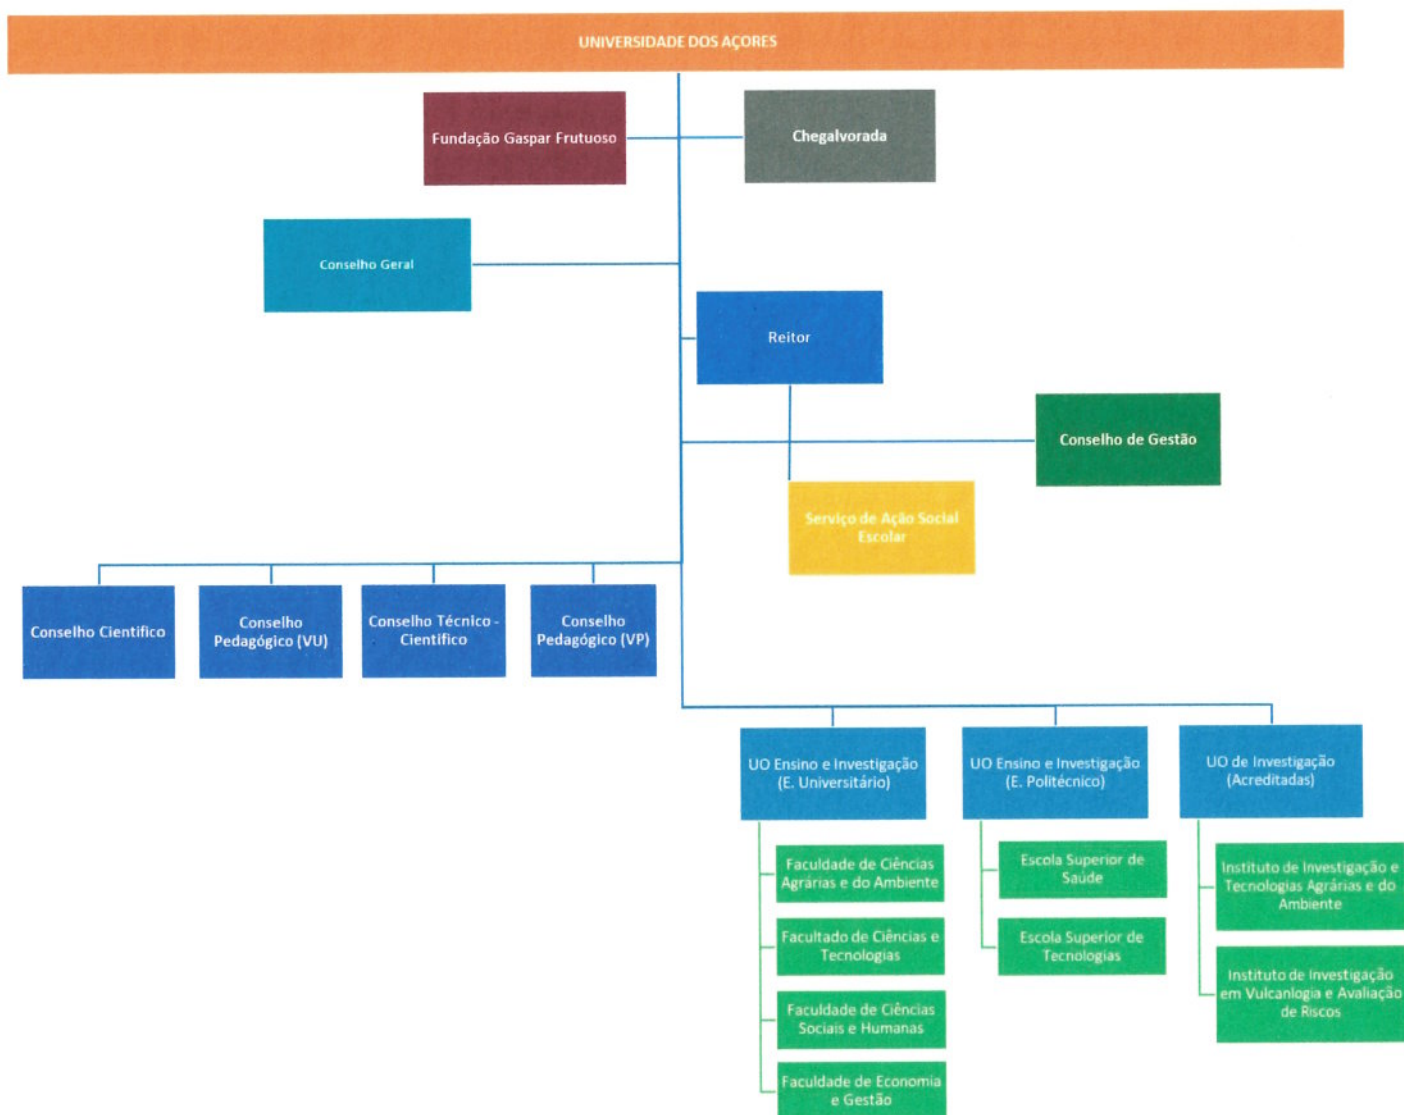 UNIVERSIDADE DOS AÇORES
Fundação Gaspar Frutuoso
Chegalvorada
Conselho Geral
Reitor
Conselho de Gestão
Serviço de Ação Social
Escolar
Conselho Cientifico
Conselho
Pedagógico (VU)
Conselho Técnico -
Cientifico
Conselho
Pedagógico (VP)
UO Ensino e Investigação
(E. Universitário)
UO Ensino e Investigação
(E. Politécnico)
UO de Investigação
(Acreditadas)
Faculdade de Ciências
Agrárias e do Ambiente
Facultado de Ciências e
Tecnologias
Faculdade de Ciências
Sociais e Humanas
Faculdade de Economia
e Gestão
Escola Superior de
Saúde
Escola Superior de
Tecnologias
Instituto de Investigação e
Tecnologias Agrárias e do
Ambiente
Instituto de Investigação
em Vulcanlogia e Avaliação
de Riscos